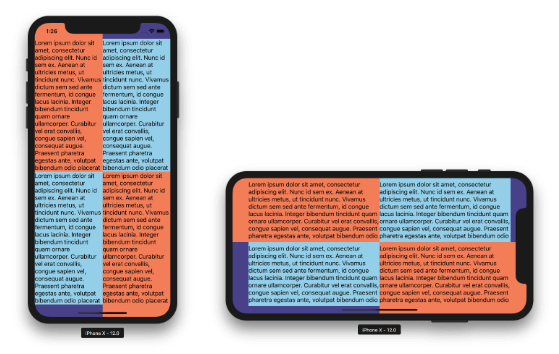 1:26
Lorem ipsum dolor sit
amet, consectetur
adipiscing elit. Nunc id
sem ex. Aenean at
ultricies metus, ut
tincidunt nunc. Vivamus
dictum sem sed ante
fermentum, id congue
lacus lacinia. Integer
bibendum tincidunt
quam ornare
ullamcorper. Curabitur
vel erat convallis,
congue sapien vel,
consequat augue.
Praesent pharetra
egestas ante, volutpat
bibendum odio placerat
Lorem ipsum dolor sit
amet, consectetur
adipiscing elit. Nunc id
sem ex. Aenean at
ultricies metus, ut
tincidunt nunc. Vivamus
dictum sem sed ante
fermentum, id congue
lacus lacinia. Integer
bibendum tincidunt
quam ornare
ullamcorper. Curabitur
vel erat convallis,
congue sapien vel,
consequat augue.
Praesent pharetra
egestas ante, volutpat
bibendum odio placerat
Lorem ipsum dolor sit
amet, consectetur
adipiscing elit. Nunc id
sem ex. Aenean at
ultricies metus, ut
tincidunt nunc. Vivamus
dictum sem sed ante
fermentum, id congue
lacus lacinia. Integer
bibendum tincidunt
quam ornare
ullamcorper. Curabitur
vel erat convallis,
congue sapien vel,
consequat augue.
Praesent pharetra
egestas ante, volutpat
bibendum odio placerat
Lorem ipsum dolor sit
amet, consectetur
adipiscing elit. Nunc id
sem ex. Aenean at
ultricies metus, ut
tincidunt nunc. Vivamus
dictum sem sed ante
fermentum, id congue
lacus lacinia. Integer
bibendum tincidunt
quam ornare
ullamcorper. Curabitur
vel erat convallis,
congue sapien vel,
consequat augue.
Praesent pharetra
egestas ante, volutpat
bibendum odio placerat
iPhone X - 12.0
Lorem ipsum dolor sit amet, consectetur
adipiscing elit. Nunc id sem ex. Aenean at
ultricies metus, ut tincidunt nunc. Vivamus
dictum sem sed ante fermentum, id congue
lacus lacinia. Integer bibendum tincidunt quam
ornare ullamcorper. Curabitur vel erat convallis,
congue sapien vel, consequat augue. Praesent
pharetra egestas ante, volutpat bibendum odio
Lorem ipsum dolor sit amet, consectetur
adipiscing elit. Nunc id sem ex. Aenean at
ultricies metus, ut tincidunt nunc. Vivamus
dictum sem sed ante fermentum, id congue
lacus lacinia. Integer bibendum tincidunt quam
ornare ullamcorper. Curabitur vel erat convallis,
congue sapien vel, consequat augue. Praesent
pharetra egestas ante, volutpat bibendum odio
Lorem ipsum dolor sit amet, consectetur
adipiscing elit. Nunc id sem ex. Aenean at
ultricies metus, ut tincidunt nunc. Vivamus
dictum sem sed ante fermentum, id congue
lacus lacinia. Integer bibendum tincidunt quam
ornare ullamcorper. Curabitur vel erat convallis,
congue sapien vel, consequat augue. Praesent
pharetra egestas ante, volutpat bibendum odio
Lorem ipsum dolor sit amet, consectetur
adipiscing elit. Nunc id sem ex. Aenean at
ultricies metus, ut tincidunt nunc. Vivamus
dictum sem sed ante fermentum, id congue
lacus lacinia. Integer bibendum tincidunt quam
ornare ullamcorper. Curabitur vel erat convallis,
congue sapien vel, consequat augue. Praesent
pharetra egestas ante, volutpat bibendum odio
iPhone X - 12.0